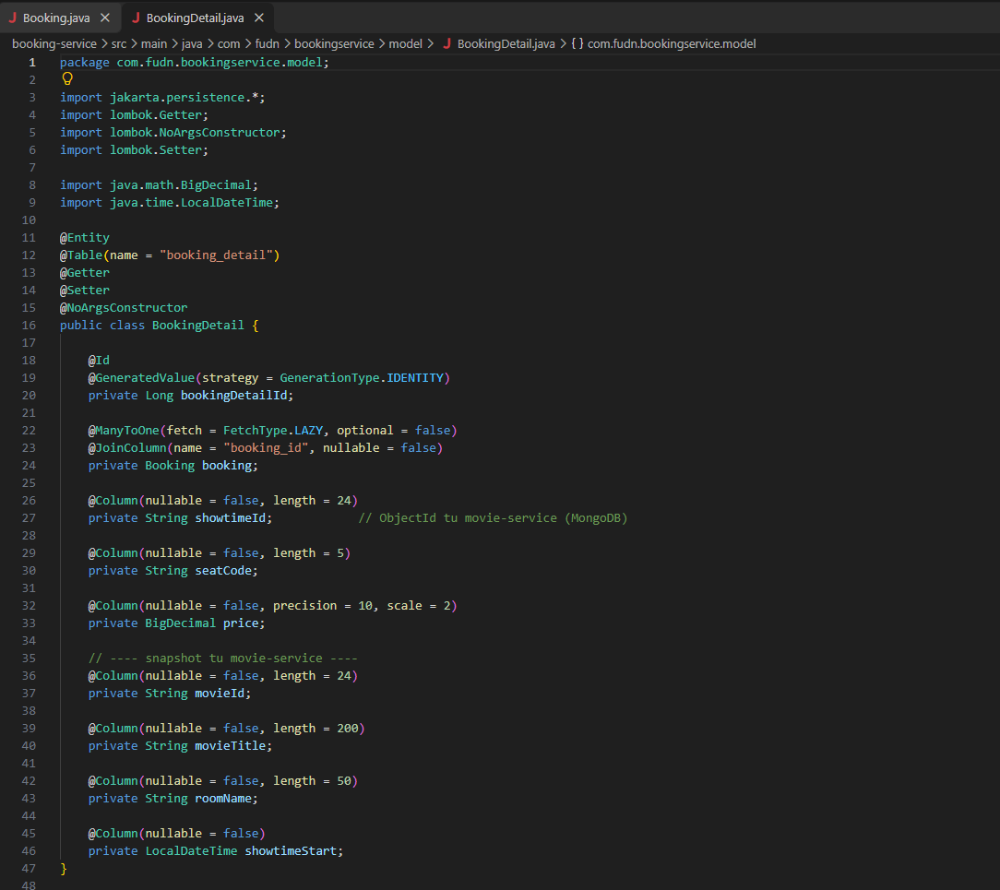 J Booking.java × J BookingDetail.java ×
booking-service > src > main > java > com > fudn > bookingservice > model > J BookingDetail.java > {} com.fudn.bookingservice.model
1 package com.fudn.bookingservice.model;
2
3 import jakarta.persistence.*;
4 import lombok.Getter;
5 import lombok.NoArgsConstructor;
6 import lombok.Setter;
7
8 import java.math.BigDecimal;
9 import java.time.LocalDateTime;
10
11 @Entity
12 @Table(name = "booking_detail")
13 @Getter
14 @Setter
15 @NoArgsConstructor
16 public class BookingDetail {
17
18     @Id
19     @GeneratedValue(strategy = GenerationType.IDENTITY)
20     private Long bookingDetailId;
21
22     @ManyToOne(fetch = FetchType.LAZY, optional = false)
23     @JoinColumn(name = "booking_id", nullable = false)
24     private Booking booking;
25
26     @Column(nullable = false, length = 24)
27     private String showtimeId;            // ObjectId tu movie-service (MongoDB)
28
29     @Column(nullable = false, length = 5)
30     private String seatCode;
31
32     @Column(nullable = false, precision = 10, scale = 2)
33     private BigDecimal price;
34
35     // ---- snapshot tu movie-service ----
36     @Column(nullable = false, length = 24)
37     private String movieId;
38
39     @Column(nullable = false, length = 200)
40     private String movieTitle;
41
42     @Column(nullable = false, length = 50)
43     private String roomName;
44
45     @Column(nullable = false)
46     private LocalDateTime showtimeStart;
47 }
48